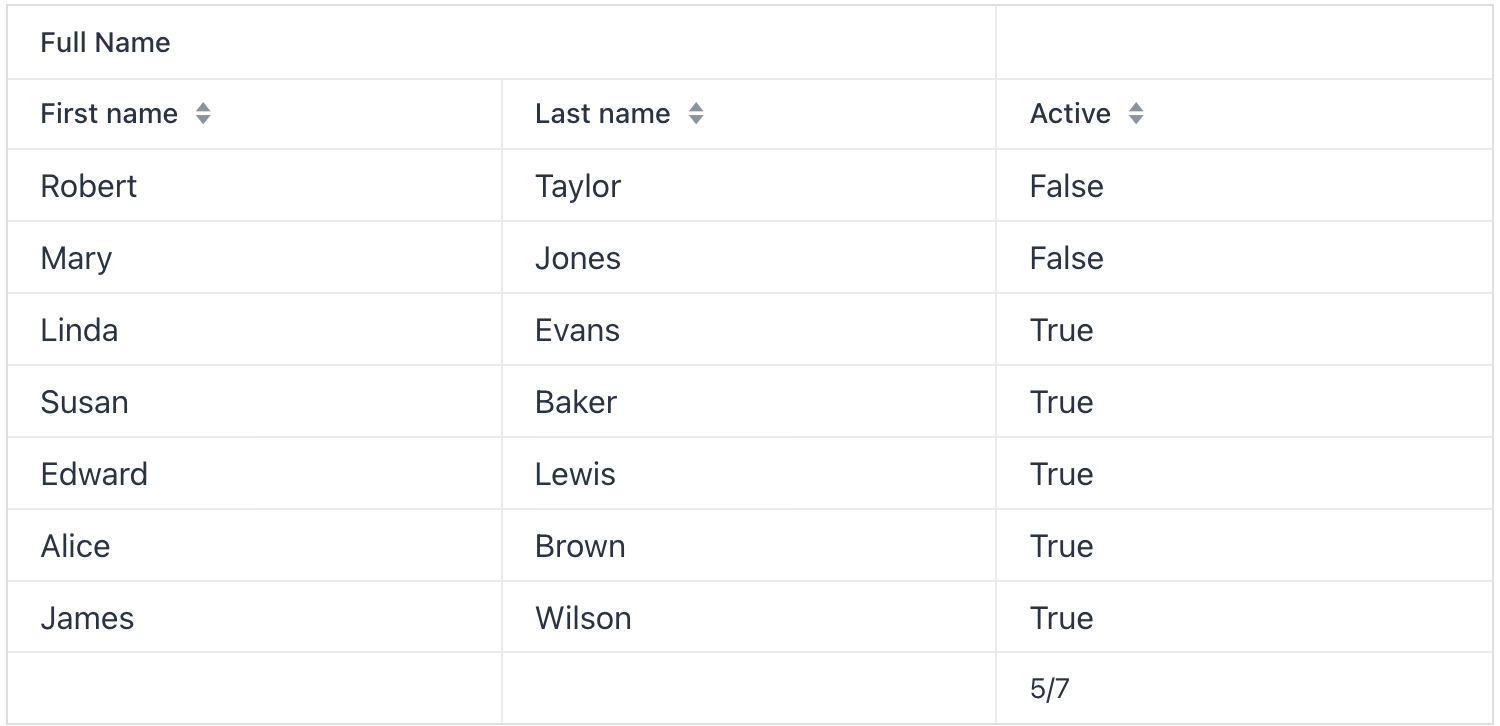 Full Name
First name Last name Active
Robert Taylor False
Mary Jones False
Linda Evans True
Susan Baker True
Edward Lewis True
Alice Brown True
James Wilson True
5/7